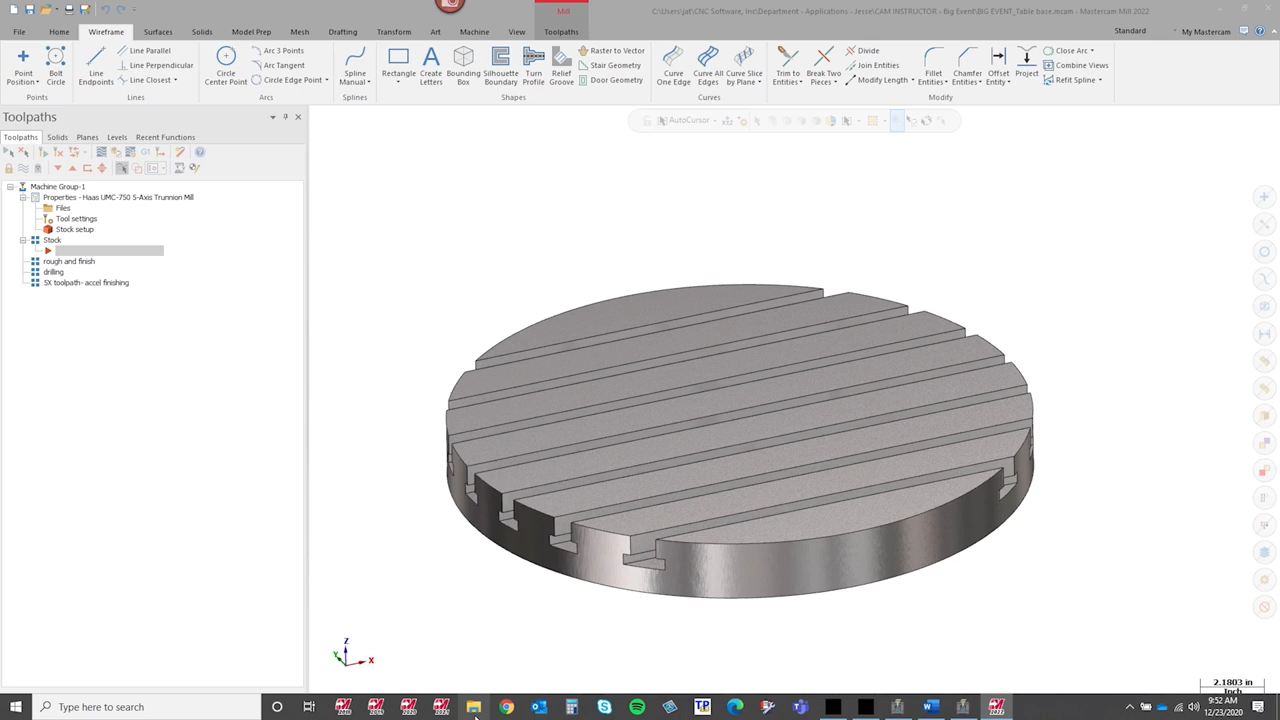 Mill
C:\Users\jat\CNC Software, Inc\Department - Applications - Jesse\CAM INSTRUCTOR - Big Event\BIG EVENT_Table base.mcam - Mastercam Mill 2022
File Home Wireframe Surfaces Solids Model Prep Mesh Drafting Transform Art Machine View Toolpaths Standard My Mastercam
Point Position
Bolt Circle
Points
Line Endpoints
Line Parallel
Line Perpendicular
Line Closest
Lines
Circle Center Point
Arc 3 Points
Arc Tangent
Circle Edge Point
Arcs
Spline Manual
Splines
Rectangle
Create Letters
Bounding Box
Silhouette Boundary
Turn Profile
Relief Groove
Raster to Vector
Stair Geometry
Door Geometry
Shapes
Curve One Edge
Curve All Edges
Curve Slice by Plane
Curves
Trim to Entities
Break Two Pieces
Divide
Join Entities
Modify Length
Fillet Entities
Chamfer Entities
Offset Entity
Project
Close Arc
Combine Views
Refit Spline
Modify
Toolpaths
Toolpaths Solids Planes Levels Recent Functions
G1
AutoCursor
Machine Group-1
Properties - Haas UMC-750 5-Axis Trunnion Mill
Files
Tool settings
Stock setup
Stock
rough and finish
drilling
5X toolpath- accel finishing
Z
Y
X
2.1803 in
Inch
Type here to search
2018
2019
2020
2021
2022
9:52 AM
12/23/2020